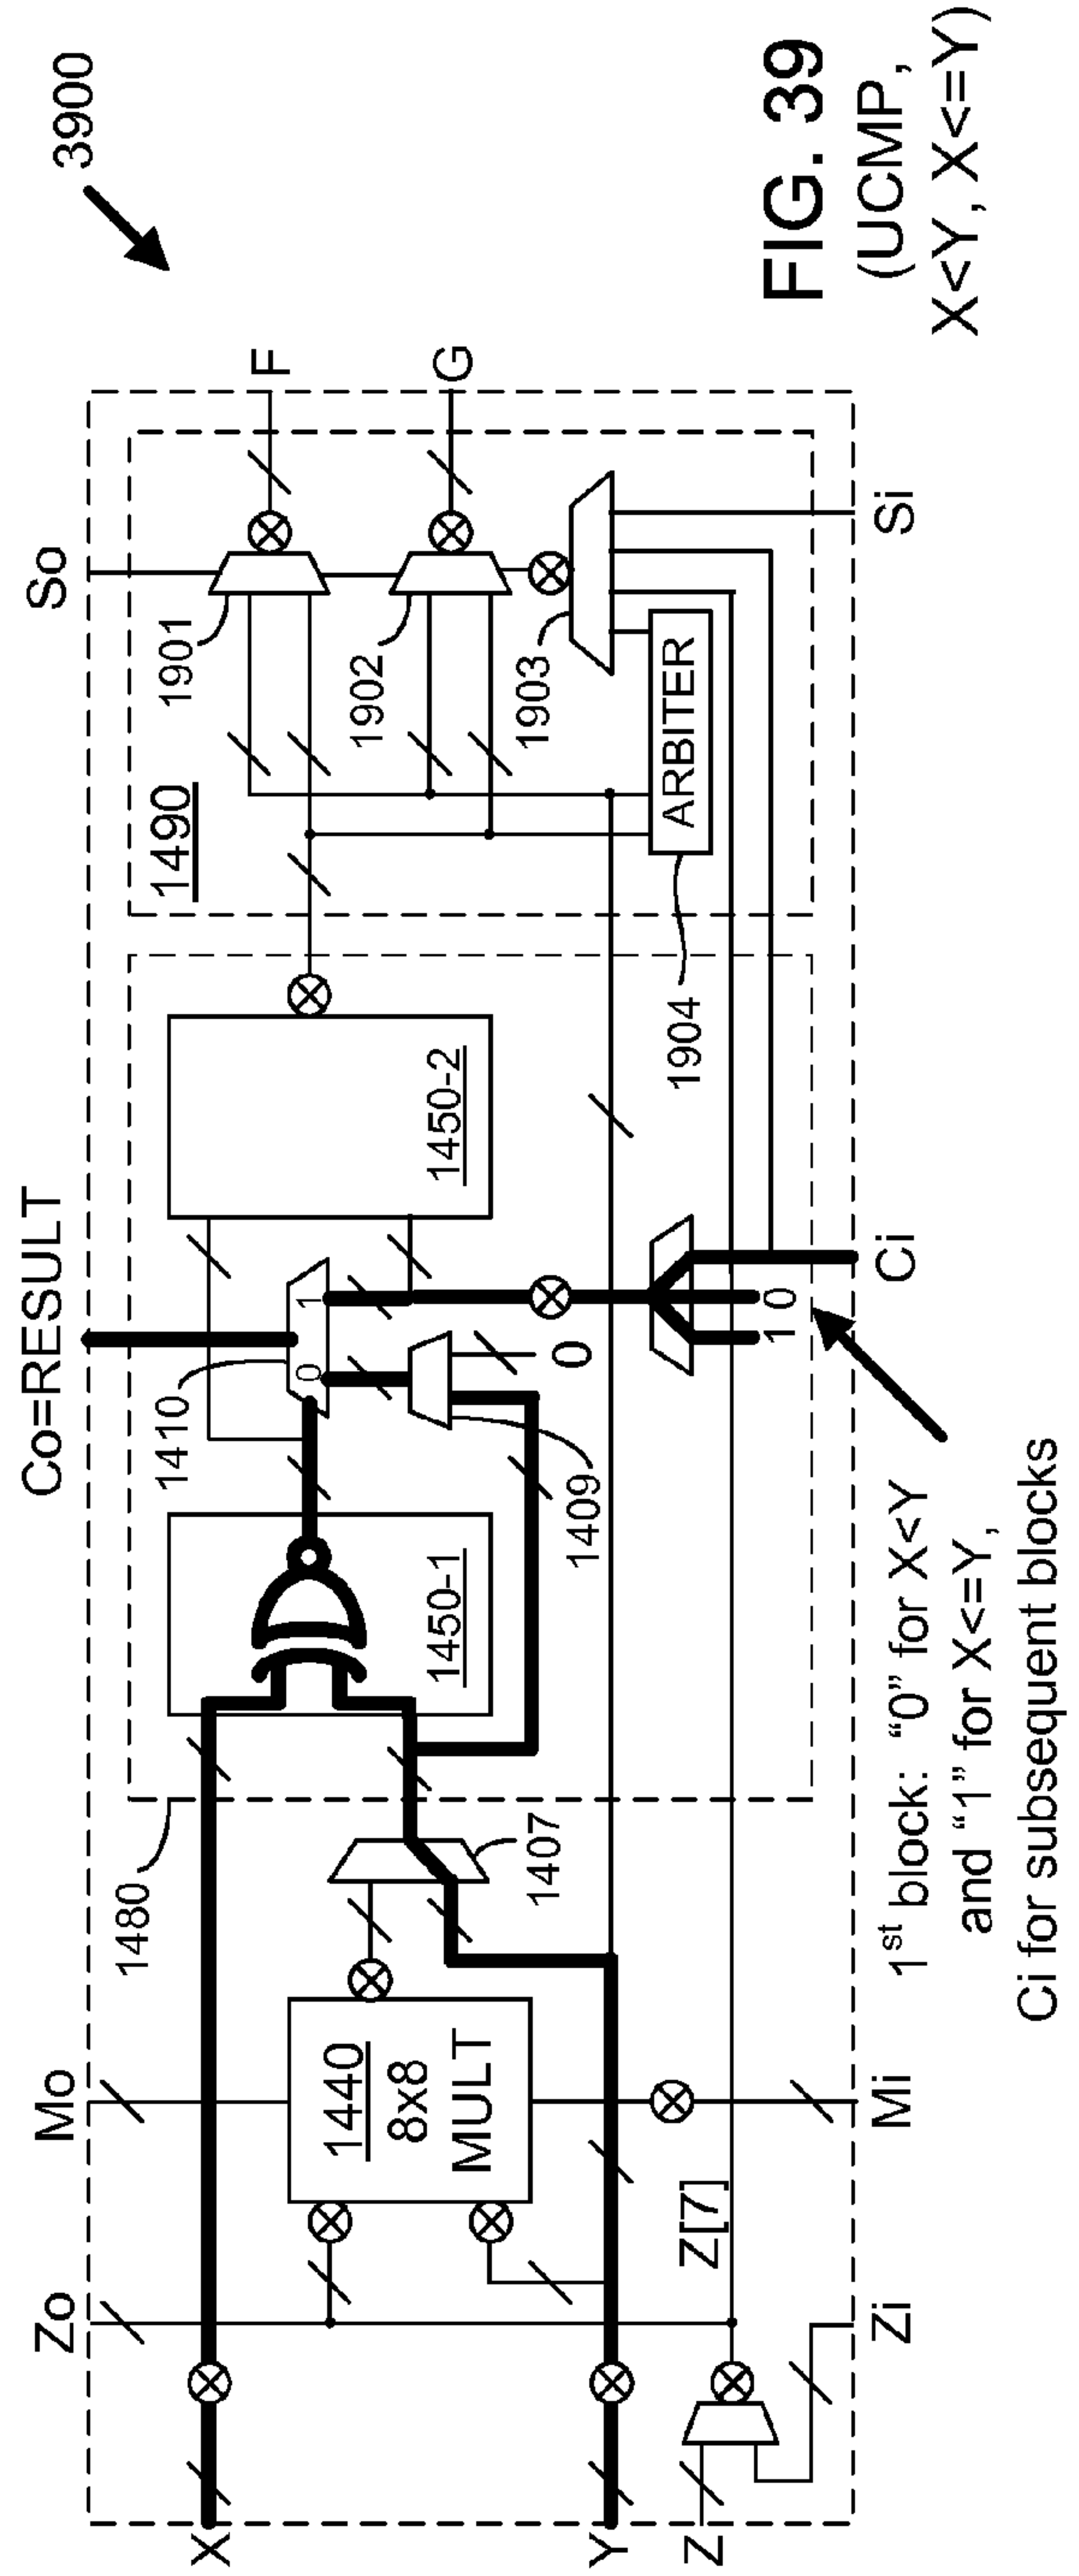 3900
Zo
Mo
Co=RESULT
So
1480
1410
1490
1901
F
X
1440
8x8
MULT
1450-1
0
1
1450-2
1902
G
1407
1409
0
1903
Y
Z[7]
1904
ARBITER
Z
1 0
Zi
Mi
Ci
Si
1st block: "0" for X<Y
and "1" for X<=Y,
Ci for subsequent blocks
FIG. 39
(UCMP,
X<Y, X<=Y)